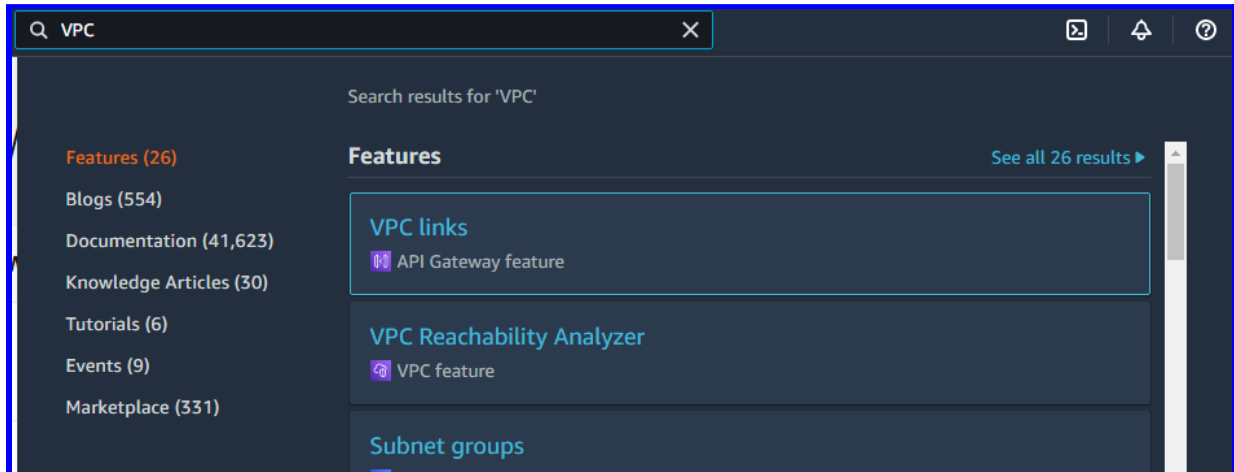 VPC
Search results for 'VPC'
Features (26)
Blogs (554)
Documentation (41,623)
Knowledge Articles (30)
Tutorials (6)
Events (9)
Marketplace (331)
Features
See all 26 results
VPC links
API Gateway feature
VPC Reachability Analyzer
VPC feature
Subnet groups